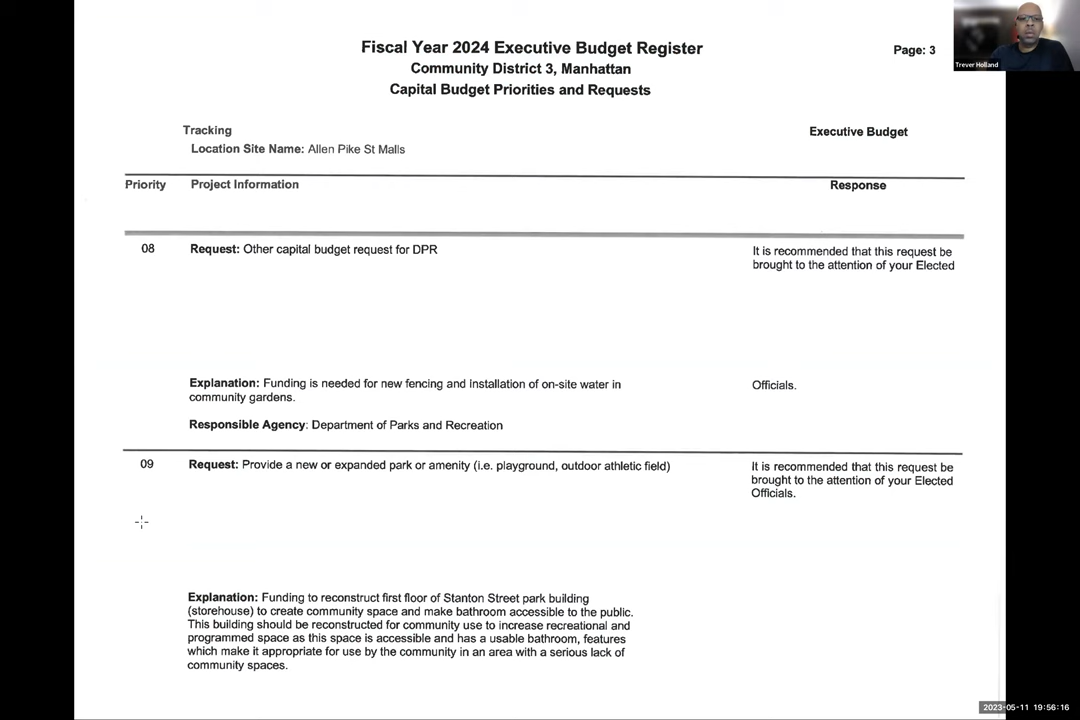 Fiscal Year 2024 Executive Budget Register
Page: 3
Trever Holland
Community District 3, Manhattan
Capital Budget Priorities and Requests
Tracking
Executive Budget
Location Site Name: Allen Pike St Malls
Priority Project Information Response
08 Request: Other capital budget request for DPR
It is recommended that this request be
brought to the attention of your Elected
Explanation: Funding is needed for new fencing and installation of on-site water in
community gardens.
Officials.
Responsible Agency: Department of Parks and Recreation
09 Request: Provide a new or expanded park or amenity (i.e. playground, outdoor athletic field)
It is recommended that this request be
brought to the attention of your Elected
Officials.
Explanation: Funding to reconstruct first floor of Stanton Street park building
(storehouse) to create community space and make bathroom accessible to the public.
This building should be reconstructed for community use to increase recreational and
programmed space as this space is accessible and has a usable bathroom, features
which make it appropriate for use by the community in an area with a serious lack of
community spaces.
2023-05-11 19:56:16